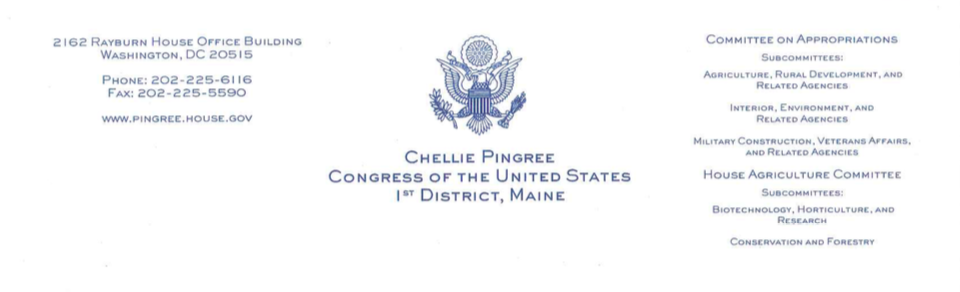 2162 Rayburn House Office Building
Washington, DC 20515
Phone: 202-225-6116
Fax: 202-225-5590
www.pingree.house.gov
Chellie Pingree
Congress of the United States
1st District, Maine
Committee on Appropriations
Subcommittees:
Agriculture, Rural Development, and
Related Agencies
Interior, Environment, and
Related Agencies
Military Construction, Veterans Affairs,
and Related Agencies
House Agriculture Committee
Subcommittees:
Biotechnology, Horticulture, and
Research
Conservation and Forestry